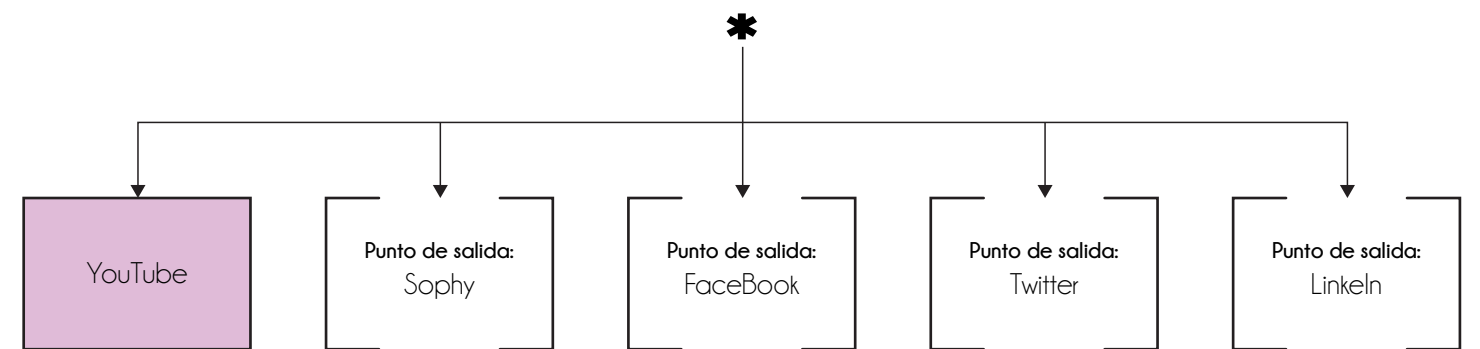 *
YouTube
Punto de salida:
Sophy
Punto de salida:
FaceBook
Punto de salida:
Twitter
Punto de salida:
LinkeIn